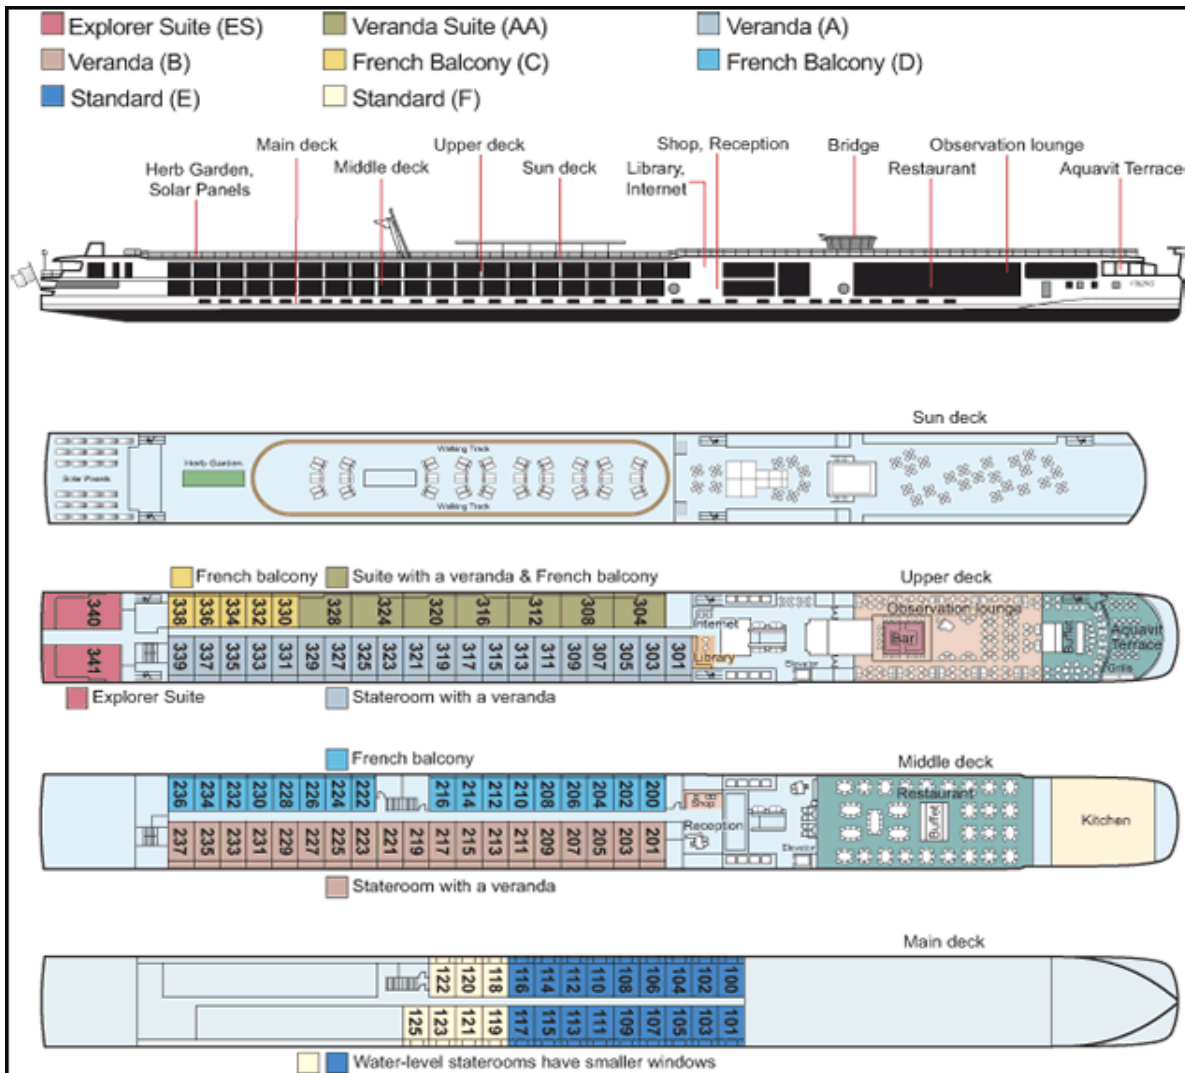 Explorer Suite (ES)
Veranda Suite (AA)
Veranda (A)
Veranda (B)
French Balcony (C)
French Balcony (D)
Standard (E)
Standard (F)
Main deck
Upper deck
Shop, Reception
Bridge
Observation lounge
Herb Garden,
Solar Panels
Middle deck
Sun deck
Library,
Internet
Restaurant
Aquavit Terrace
VIKING
Sun deck
Walking Track
Herb Garden
Solar Panels
Walking Track
French balcony
Suite with a veranda & French balcony
Upper deck
340
338 336 334 332 330 328 324 320 316 312 308 304
Internet
Observation lounge
Bar
Buffet
Aquavit
Terrace
341
339 337 335 333 331 329 327 325 323 321 319 317 315 313 311 309 307 305 303 301
Library
Elevator
Grills
Explorer Suite
Stateroom with a veranda
French balcony
Middle deck
236 234 232 230 228 226 224 222 216 214 212 210 208 206 204 202 200
Shop
Restaurant
Buffet
Kitchen
Reception
237 235 233 231 229 227 225 223 221 219 217 215 211 209 207 205 203 201
Elevator
Stateroom with a veranda
Main deck
122 120 118 116 114 112 110 108 106 104 102 100
125 123 121 119 117 115 113 111 109 107 105 103 101
Water-level staterooms have smaller windows